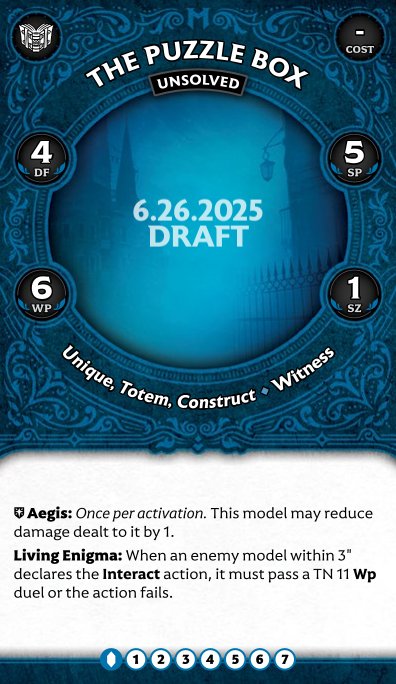 -
COST
THE PUZZLE BOX
UNSOLVED
4
DF
5
SP
6.26.2025
DRAFT
6
WP
1
SZ
Unique, Totem, Construct ⬥ Witness
Aegis: Once per activation. This model may reduce
damage dealt to it by 1.
Living Enigma: When an enemy model within 3"
declares the Interact action, it must pass a TN 11 Wp
duel or the action fails.
1 2 3 4 5 6 7